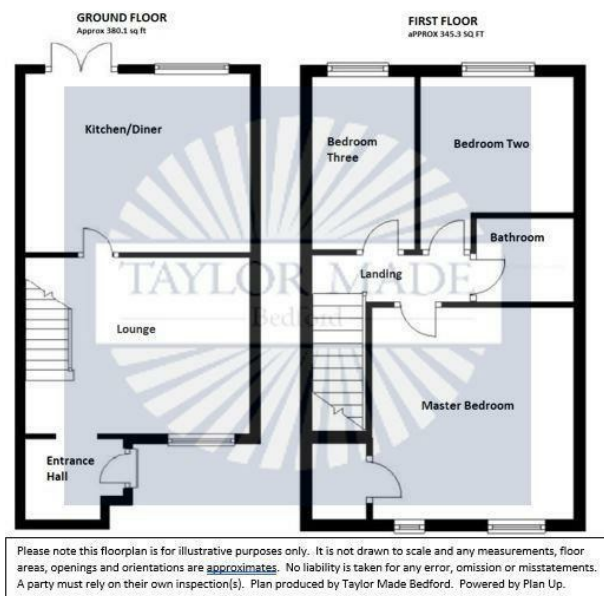 GROUND FLOOR
Approx 380.1 sq ft
Kitchen/Diner
Lounge
Entrance
Hall
FIRST FLOOR
aPPROX 345.3 SQ FT
Bedroom
Three
Bedroom Two
Bathroom
Landing
Master Bedroom
TAYLOR MADE
Bedford
Please note this floorplan is for illustrative purposes only. It is not drawn to scale and any measurements, floor
areas, openings and orientations are approximates. No liability is taken for any error, omission or misstatements.
A party must rely on their own inspection(s). Plan produced by Taylor Made Bedford. Powered by Plan Up.